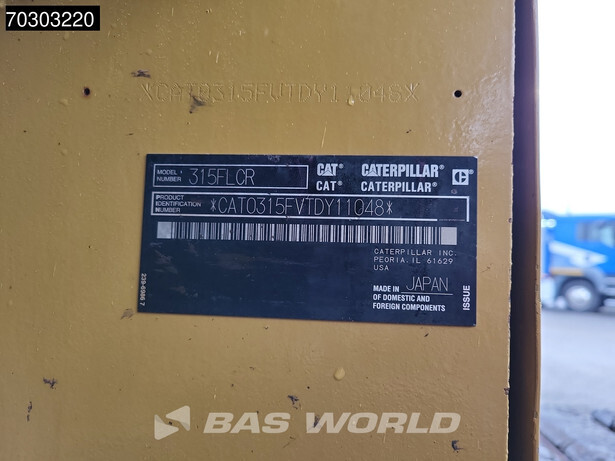 70303220
*CAT0315FVTDY11048*
MODEL NUMBER 315FLCR
CAT® CATERPILLAR® C
CAT® CATERPILLAR®
PRODUCT IDENTIFICATION NUMBER *CAT0315FVTDY11048*
CATERPILLAR INC.
PEORIA.IL 61629
USA
MADE IN JAPAN
OF DOMESTIC AND
FOREIGN COMPONENTS
ISSUE
BAS WORLD